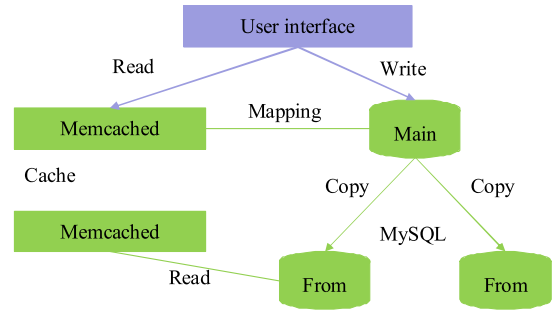 User interface
Read
Write
Memcached
Mapping
Main
Cache
Copy
Copy
Memcached
MySQL
Read
From
From